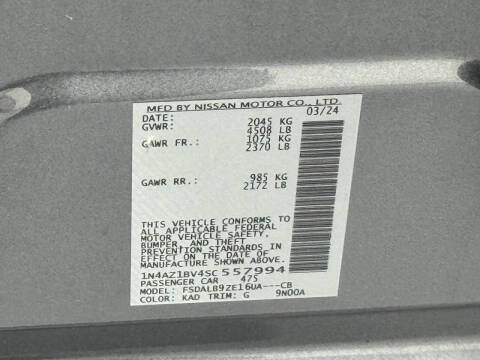 MFD BY NISSAN MOTOR CO., LTD.
DATE: 03/24
GVWR: 2045 KG
4508 LB
GAWR FR.: 1075 KG
2370 LB
GAWR RR.: 985 KG
2172 LB
THIS VEHICLE CONFORMS TO
ALL APPLICABLE FEDERAL
MOTOR VEHICLE SAFETY,
BUMPER, AND THEFT
PREVENTION STANDARDS IN
EFFECT ON THE DATE OF
MANUFACTURE SHOWN ABOVE.
1N4AZ1BV4SC557994
PASSENGER CAR 475
MODEL: FSDALB9ZE16UA---CB
COLOR: KAD TRIM: G 9N00A